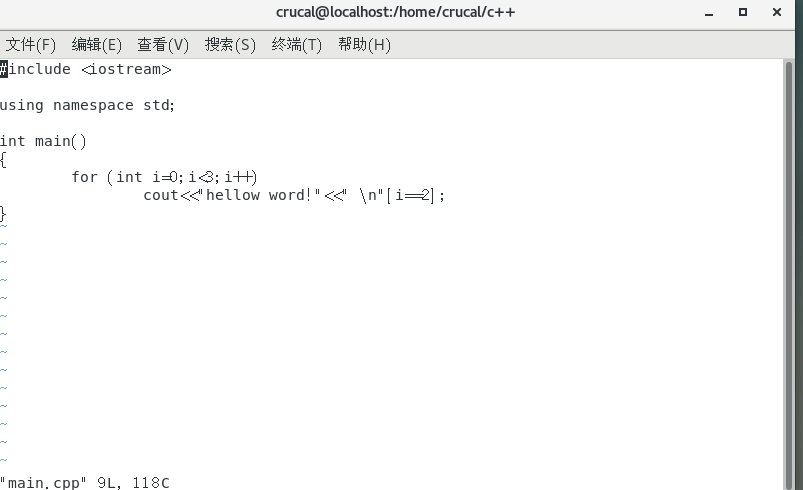 crucal@localhost:/home/crucal/c++
文件(F) 编辑(E) 查看(V) 搜索(S) 终端(T) 帮助(H)
#include <iostream>
using namespace std;
int main()
{
for (int i=0;i<3;i++)
cout<<"hellow word!"<<" \n"[i==2];
}
~
~
~
~
~
~
~
~
~
~
~
~
~
~
"main.cpp" 9L, 118C